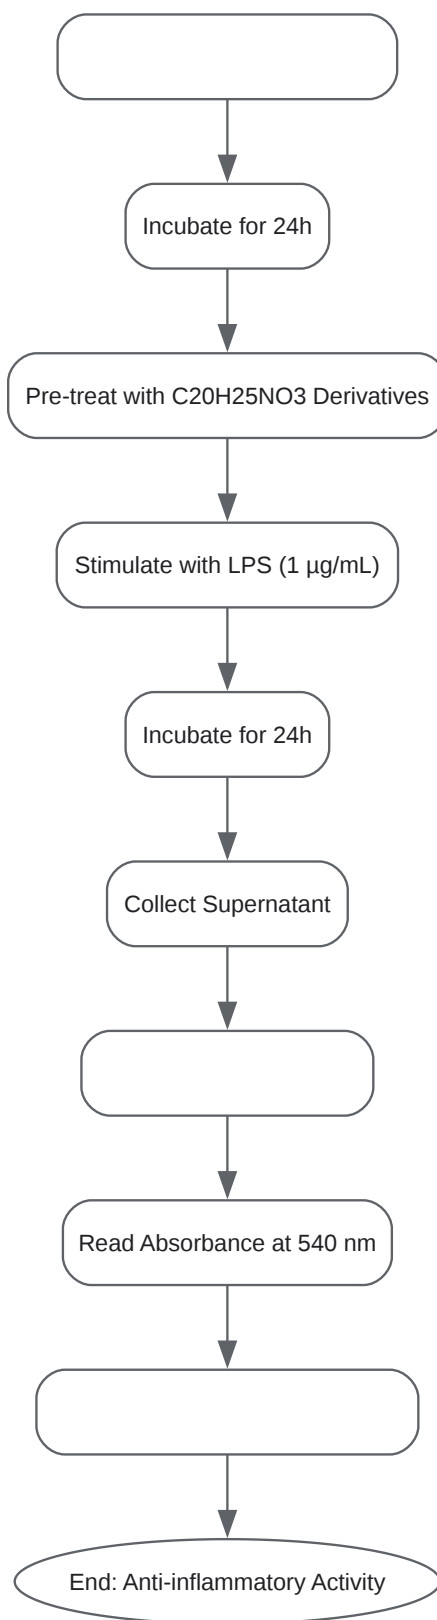 Incubate for 24h
Pre-treat with C20H25NO3 Derivatives
Stimulate with LPS (1 µg/mL)
Incubate for 24h
Collect Supernatant
Read Absorbance at 540 nm
End: Anti-inflammatory Activity